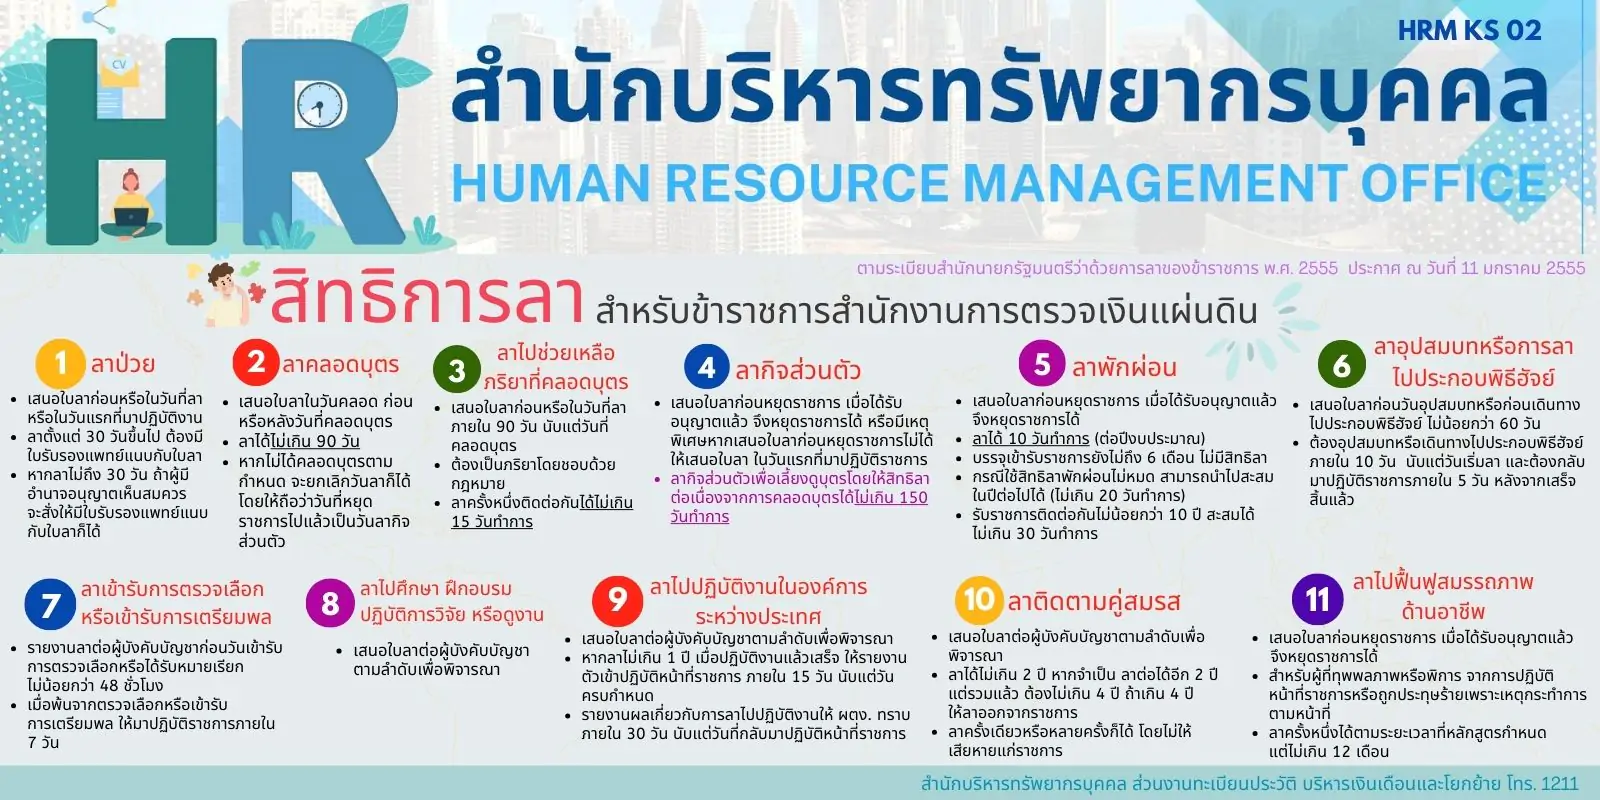 HRM KS 02
CV
HR
สำนักบริหารทรัพยากรบุคคล
HUMAN RESOURCE MANAGEMENT OFFICE
ตามระเบียบสำนักนายกรัฐมนตรีว่าด้วยการลาของข้าราชการ พ.ศ. 2555 ประกาศ ณ วันที่ 11 มกราคม 2555
สิทธิการลา สำหรับข้าราชการสำนักงานการตรวจเงินแผ่นดิน
1 ลาป่วย
• เสนอใบลาก่อนหรือในวันที่ลา
หรือในวันแรกที่มาปฏิบัติงาน
• ลาตั้งแต่ 30 วันขึ้นไป ต้องมี
ใบรับรองแพทย์แนบกับใบลา
• หากลาไม่ถึง 30 วัน ถ้าผู้มี
อำนาจอนุญาตเห็นสมควร
จะสั่งให้มีใบรับรองแพทย์แนบ
กับใบลาก็ได้
2 ลาคลอดบุตร
• เสนอใบลาในวันคลอด ก่อน
หรือหลังวันที่คลอดบุตร
• ลาได้ไม่เกิน 90 วัน
• หากไม่ได้คลอดบุตรตาม
กำหนด จะยกเลิกวันลาก็ได้
โดยให้ถือว่าวันที่หยุด
ราชการไปแล้วเป็นวันลากิจ
ส่วนตัว
3 ลาไปช่วยเหลือ
ภริยาที่คลอดบุตร
• เสนอใบลาก่อนหรือในวันที่ลา
ภายใน 90 วัน นับแต่วันที่
คลอดบุตร
• ต้องเป็นภริยาโดยชอบด้วย
กฎหมาย
• ลาครั้งหนึ่งติดต่อกันได้ไม่เกิน
15 วันทำการ
4 ลากิจส่วนตัว
• เสนอใบลาก่อนหยุดราชการ เมื่อได้รับ
อนุญาตแล้ว จึงหยุดราชการได้ หรือมีเหตุ
พิเศษหากเสนอใบลาก่อนหยุดราชการไม่ได้
ให้เสนอใบลา ในวันแรกที่มาปฏิบัติราชการ
• ลากิจส่วนตัวเพื่อเลี้ยงดูบุตรโดยให้สิทธิลา
ต่อเนื่องจากการคลอดบุตรได้ไม่เกิน 150
วันทำการ
5 ลาพักผ่อน
• เสนอใบลาก่อนหยุดราชการ เมื่อได้รับอนุญาตแล้ว
จึงหยุดราชการได้
• ลาได้ 10 วันทำการ (ต่อปีงบประมาณ)
• บรรจุเข้ารับราชการยังไม่ถึง 6 เดือน ไม่มีสิทธิลา
• กรณีใช้สิทธิลาพักผ่อนไม่หมด สามารถนำไปสะสม
ในปีต่อไปได้ (ไม่เกิน 20 วันทำการ)
• รับราชการติดต่อกันไม่น้อยกว่า 10 ปี สะสมได้
ไม่เกิน 30 วันทำการ
6 ลาอุปสมบทหรือการลา
ไปประกอบพิธีฮัจย์
• เสนอใบลาก่อนวันอุปสมบทหรือก่อนเดินทาง
ไปประกอบพิธีฮัจย์ ไม่น้อยกว่า 60 วัน
• ต้องอุปสมบทหรือเดินทางไปประกอบพิธีฮัจย์
ภายใน 10 วัน นับแต่วันเริ่มลา และต้องกลับ
มาปฏิบัติราชการภายใน 5 วัน หลังจากเสร็จ
สิ้นแล้ว
7 ลาเข้ารับการตรวจเลือก
หรือเข้ารับการเตรียมพล
• รายงานลาต่อผู้บังคับบัญชาก่อนวันเข้ารับ
การตรวจเลือกหรือได้รับหมายเรียก
ไม่น้อยกว่า 48 ชั่วโมง
• เมื่อพ้นจากตรวจเลือกหรือเข้ารับ
การเตรียมพล ให้มาปฏิบัติราชการภายใน
7 วัน
8 ลาไปศึกษา ฝึกอบรม
ปฏิบัติการวิจัย หรือดูงาน
• เสนอใบลาต่อผู้บังคับบัญชา
ตามลำดับเพื่อพิจารณา
9 ลาไปปฏิบัติงานในองค์การ
ระหว่างประเทศ
• เสนอใบลาต่อผู้บังคับบัญชาตามลำดับเพื่อพิจารณา
• หากลาไม่เกิน 1 ปี เมื่อปฏิบัติงานแล้วเสร็จ ให้รายงาน
ตัวเข้าปฏิบัติหน้าที่ราชการ ภายใน 15 วัน นับแต่วัน
ครบกำหนด
• รายงานผลเกี่ยวกับการลาไปปฏิบัติงานให้ ผตง. ทราบ
ภายใน 30 วัน นับแต่วันที่กลับมาปฏิบัติหน้าที่ราชการ
10 ลาติดตามคู่สมรส
• เสนอใบลาต่อผู้บังคับบัญชาตามลำดับเพื่อ
พิจารณา
• ลาได้ไม่เกิน 2 ปี หากจำเป็น ลาต่อได้อีก 2 ปี
แต่รวมแล้ว ต้องไม่เกิน 4 ปี ถ้าเกิน 4 ปี
ให้ลาออกจากราชการ
• ลาครั้งเดียวหรือหลายครั้งก็ได้ โดยไม่ให้
เสียหายแก่ราชการ
11 ลาไปฟื้นฟูสมรรถภาพ
ด้านอาชีพ
• เสนอใบลาก่อนหยุดราชการ เมื่อได้รับอนุญาตแล้ว
จึงหยุดราชการได้
• สำหรับผู้ที่ทุพพลภาพหรือพิการ จากการปฏิบัติ
หน้าที่ราชการหรือถูกประทุษร้ายเพราะเหตุกระทำการ
ตามหน้าที่
• ลาครั้งหนึ่งได้ตามระยะเวลาที่หลักสูตรกำหนด
แต่ไม่เกิน 12 เดือน
สำนักบริหารทรัพยากรบุคคล ส่วนงานทะเบียนประวัติ บริหารเงินเดือนและโยกย้าย โทร. 1211